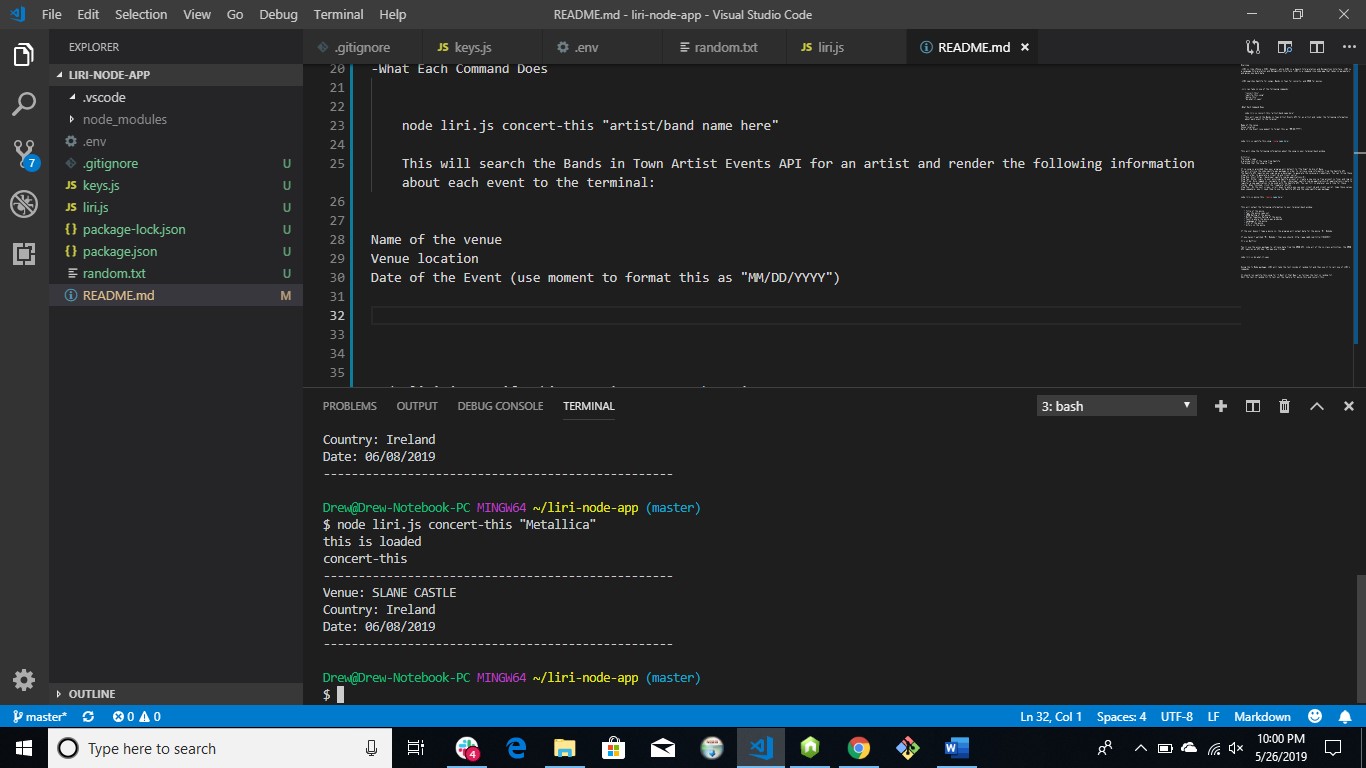 File Edit Selection View Go Debug Terminal Help README.md - liri-node-app - Visual Studio Code
EXPLORER
LIRI-NODE-APP
.vscode
node_modules
.env
.gitignore U
keys.js U
liri.js U
package-lock.json U
package.json U
random.txt U
README.md M
OUTLINE
7
.gitignore JS keys.js .env random.txt JS liri.js README.md
20 -What Each Command Does
21
22
23 node liri.js concert-this "artist/band name here"
24
25 This will search the Bands in Town Artist Events API for an artist and render the following information
about each event to the terminal:
26
27
28 Name of the venue
29 Venue location
30 Date of the Event (use moment to format this as "MM/DD/YYYY")
31
32
33
34
35
PROBLEMS OUTPUT DEBUG CONSOLE TERMINAL 3: bash
Country: Ireland
Date: 06/08/2019
--------------------------------------------------
Drew@Drew-Notebook-PC MINGW64 ~/liri-node-app (master)
$ node liri.js concert-this "Metallica"
this is loaded
concert-this
--------------------------------------------------
Venue: SLANE CASTLE
Country: Ireland
Date: 06/08/2019
--------------------------------------------------
Drew@Drew-Notebook-PC MINGW64 ~/liri-node-app (master)
$
master* 0 0 Ln 32, Col 1 Spaces: 4 UTF-8 LF Markdown
Type here to search 4 10:00 PM
5/26/2019